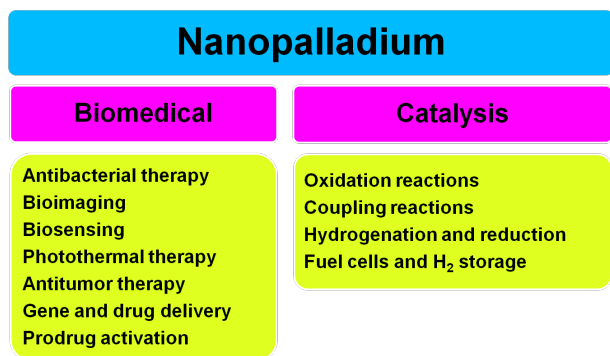 Nanopalladium
Biomedical
Antibacterial therapy
Bioimaging
Biosensing
Photothermal therapy
Antitumor therapy
Gene and drug delivery
Prodrug activation
Catalysis
Oxidation reactions
Coupling reactions
Hydrogenation and reduction
Fuel cells and H₂ storage